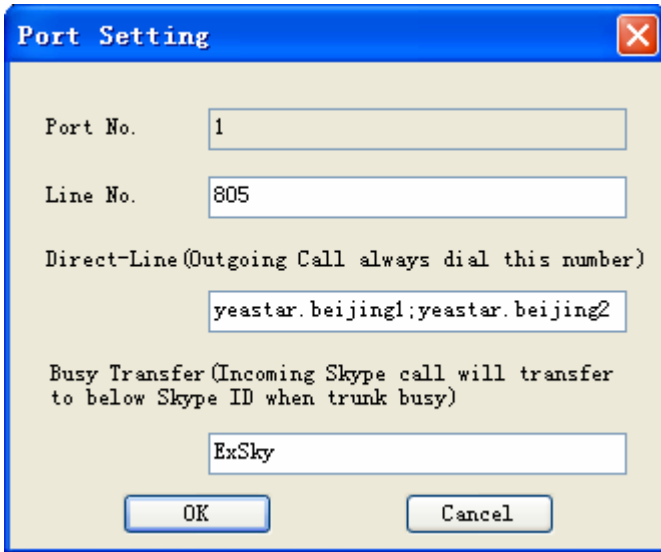 Port Setting
Port No. 1
Line No. 805
Direct-Line(Outgoing Call always dial this number)
yeastar.beijing1;yeastar.beijing2
Busy Transfer(Incoming Skype call will transfer
to below Skype ID when trunk busy)
ExSky
OK Cancel